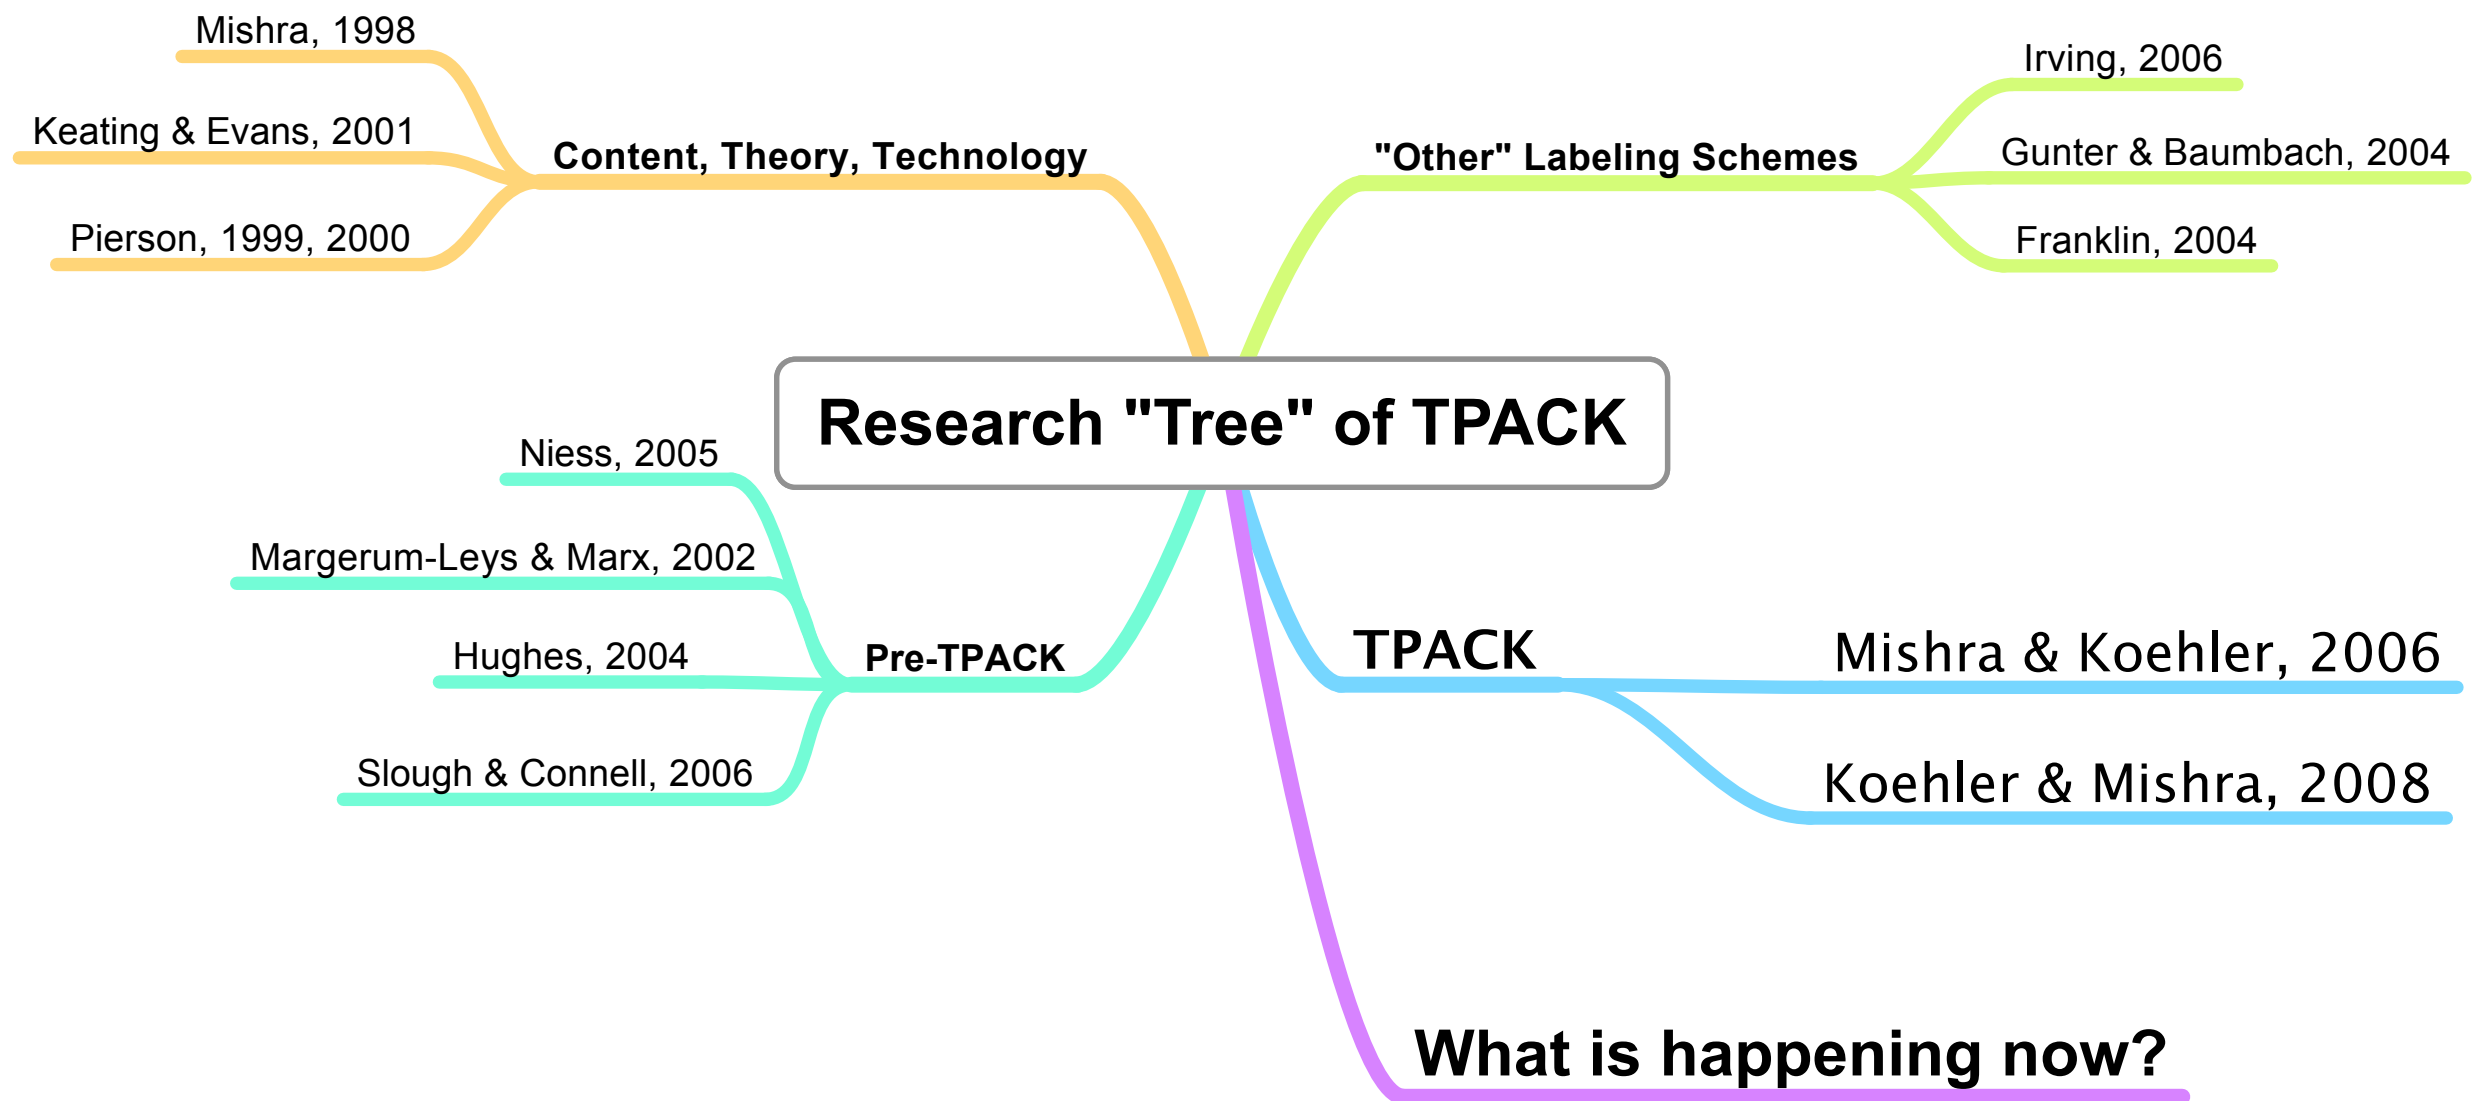 Mishra, 1998
Keating & Evans, 2001
Pierson, 1999, 2000
Content, Theory, Technology
"Other" Labeling Schemes
Irving, 2006
Gunter & Baumbach, 2004
Franklin, 2004
Research "Tree" of TPACK
Niess, 2005
Margerum-Leys & Marx, 2002
Hughes, 2004
Slough & Connell, 2006
Pre-TPACK
TPACK
Mishra & Koehler, 2006
Koehler & Mishra, 2008
What is happening now?